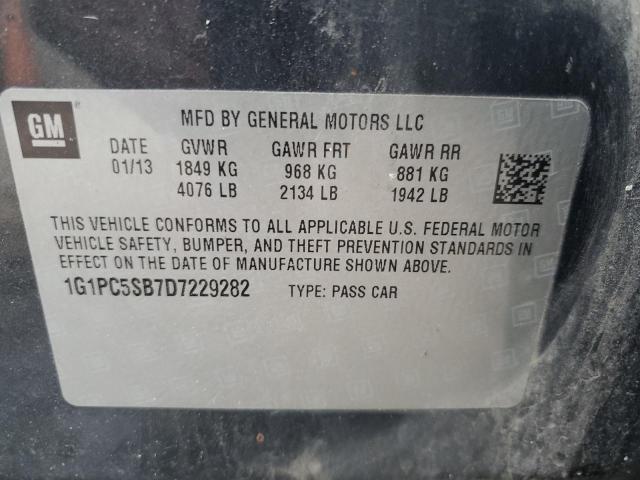 GM
MFD BY GENERAL MOTORS LLC
DATE GVWR GAWR FRT GAWR RR
01/13 1849 KG 968 KG 881 KG
4076 LB 2134 LB 1942 LB
THIS VEHICLE CONFORMS TO ALL APPLICABLE U.S. FEDERAL MOTOR
VEHICLE SAFETY, BUMPER, AND THEFT PREVENTION STANDARDS IN
EFFECT ON THE DATE OF MANUFACTURE SHOWN ABOVE.
1G1PC5SB7D7229282 TYPE: PASS CAR